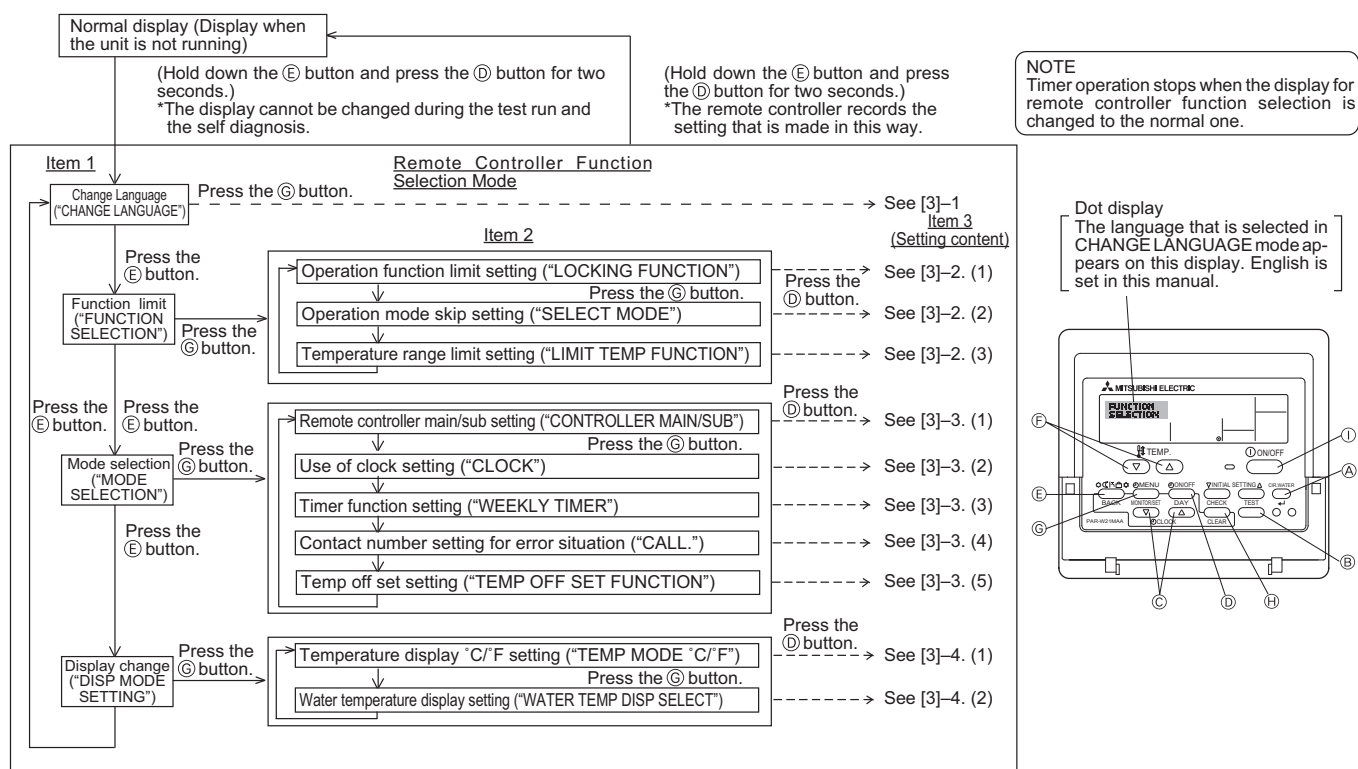 Normal display (Display when
the unit is not running)
(Hold down the Ⓔ button and press the Ⓓ button for two
seconds.)
*The display cannot be changed during the test run and
the self diagnosis.
(Hold down the Ⓔ button and press
the Ⓓ button for two seconds.)
*The remote controller records the
setting that is made in this way.
NOTE
Timer operation stops when the display for
remote controller function selection is
changed to the normal one.
Item 1
Remote Controller Function
Selection Mode
Change Language
("CHANGE LANGUAGE")
Press the Ⓖ button.
See [3]–1
Item 3
(Setting content)
Item 2
Press the
Ⓔ button.
Function limit
("FUNCTION
SELECTION")
Press the
Ⓖ button.
Operation function limit setting ("LOCKING FUNCTION")
Press the Ⓖ button.
Operation mode skip setting ("SELECT MODE")
Temperature range limit setting ("LIMIT TEMP FUNCTION")
Press the
Ⓓ button.
See [3]–2. (1)
See [3]–2. (2)
See [3]–2. (3)
Press the
Ⓔ button.
Press the
Ⓔ button.
Mode selection
("MODE
SELECTION")
Press the
Ⓖ button.
Remote controller main/sub setting ("CONTROLLER MAIN/SUB")
Press the Ⓖ button.
Use of clock setting ("CLOCK")
Timer function setting ("WEEKLY TIMER")
Contact number setting for error situation ("CALL.")
Temp off set setting ("TEMP OFF SET FUNCTION")
Press the
Ⓓ button.
See [3]–3. (1)
See [3]–3. (2)
See [3]–3. (3)
See [3]–3. (4)
See [3]–3. (5)
Press the
Ⓔ button.
Display change
("DISP MODE
SETTING")
Press the
Ⓖ button.
Temperature display ˚C/˚F setting ("TEMP MODE ˚C/˚F")
Press the Ⓖ button.
Water temperature display setting ("WATER TEMP DISP SELECT")
Press the
Ⓓ button.
See [3]–4. (1)
See [3]–4. (2)
Dot display
The language that is selected in
CHANGE LANGUAGE mode ap-
pears on this display. English is
set in this manual.
MITSUBISHI ELECTRIC
FUNCTION
SELECTION
Ⓕ
TEMP.
ON/OFF
Ⓘ
Ⓐ
Ⓔ
MENU
ON/OFF
INITIAL SETTING
CIR.WATER
BACK
MONITOR/SET
DAY
CHECK
TEST
Ⓖ
PAR-W21MAA
CLOCK
CLEAR
Ⓑ
Ⓒ
Ⓓ
Ⓗ